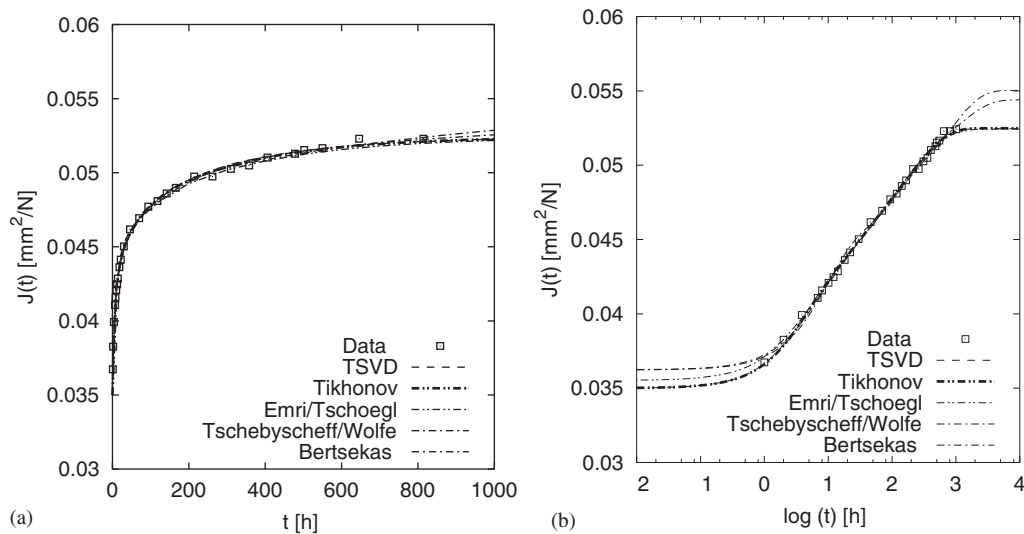 0.06
0.055
0.05
0.045
0.04
0.035
0.03
J(t) [mm²/N]
Data
TSVD
Tikhonov
Emri/Tschoegl
Tschebyscheff/Wolfe
Bertsekas
0 200 400 600 800 1000
(a) t [h]
0.06
0.055
0.05
0.045
0.04
0.035
0.03
J(t) [mm²/N]
Data
TSVD
Tikhonov
Emri/Tschoegl
Tschebyscheff/Wolfe
Bertsekas
2 1 0 1 2 3 4
(b) log (t) [h]